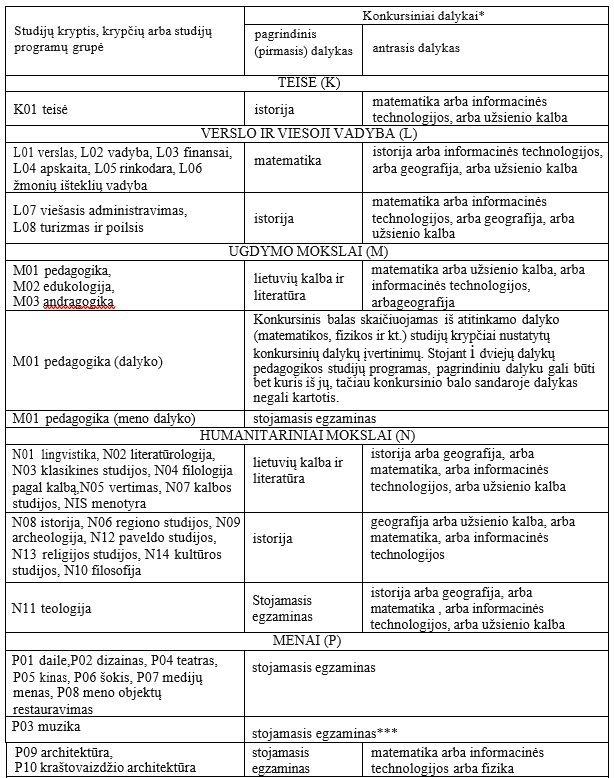 Studijų kryptis, krypčių arba studijų
programų grupė
Konkursiniai dalykai*
pagrindinis
(pirmasis) dalykas
antrasis dalykas
TEISE (K)
K01 teisė
istorija
matematika arba informacinės
technologijos, arba užsienio kalba
VERSLO IR VIESOJI VADYBA (L)
L01 verslas, L02 vadyba, L03 finansai,
L04 apskaita, L05 rinkodara, L06
žmonių išteklių vadyba
matematika
istorija arba informacinės technologijos,
arba geografija, arba užsienio kalba
L07 viešasis administravimas,
L08 turizmas ir poilsis
istorija
matematika arba informacinės
technologijos, arba geografija, arba
užsienio kalba
UGDYMO MOKSLAI (M)
M01 pedagogika,
M02 edukologija,
M03 andragogika
lietuvių kalba ir
literatūra
matematika arba užsienio kalba, arba
informacinės technologijos,
arbageografija
M01 pedagogika (dalyko)
Konkursinis balas skaičiuojamas iš atitinkamo dalyko
(matematikos, fizikos ir kt.) studijų krypčiai nustatytų
konkursinių dalykų įvertinimų. Stojant i dviejų dalykų
pedagogikos studijų programas, pagrindiniu dalyku gali būti
bet kuris iš jų, tačiau konkursinio balo sandaroje dalykas
negali kartotis.
M01 pedagogika (meno dalyko)
stojamasis egzaminas
HUMANITARINIAI MOKSLAI (N)
N01 lingvistika, N02 literatūrologija,
N03 klasikines studijos, N04 filologija
pagal kalbą,N05 vertimas, N07 kalbos
studijos, NIS menotyra
lietuvių kalba ir
literatūra
istorija arba geografija, arba
matematika, arba informacinės
technologijos, arba užsienio kalba
N08 istorija, N06 regiono studijos, N09
archeologija, N12 paveldo studijos,
N13 religijos studijos, N14 kultūros
studijos, N10 filosofija
istorija
geografija arba užsienio kalba, arba
matematika, arba informacinės
technologijos
N11 teologija
Stojamasis
egzaminas
istorija arba geografija, arba
matematika , arba informacinės
technologijos, arba užsienio kalba
MENAI (P)
P01 daile,P02 dizainas, P04 teatras,
P05 kinas, P06 šokis, P07 medijų
menas, P08 meno objektų
restauravimas
stojamasis egzaminas
P03 muzika
stojamasis egzaminas***
P09 architektūra,
P10 kraštovaizdžio architektūra
stojamasis
egzaminas
matematika arba informacinės
technologijos arba fizika